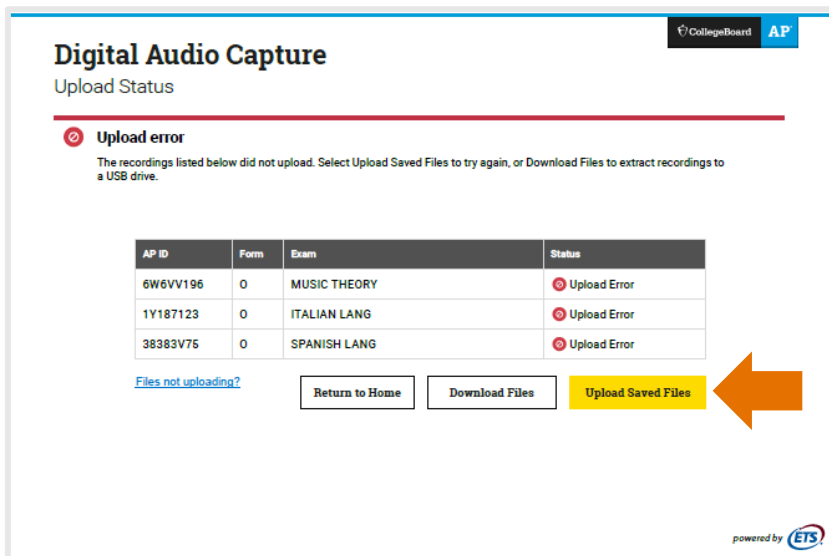 CollegeBoard AP
Digital Audio Capture
Upload Status
Upload error
The recordings listed below did not upload. Select Upload Saved Files to try again, or Download Files to extract recordings to
a USB drive.
AP ID Form Exam Status
6W6VV196 O MUSIC THEORY Upload Error
1Y187123 O ITALIAN LANG Upload Error
38383V75 O SPANISH LANG Upload Error
Files not uploading?
Return to Home Download Files Upload Saved Files
powered by ETS